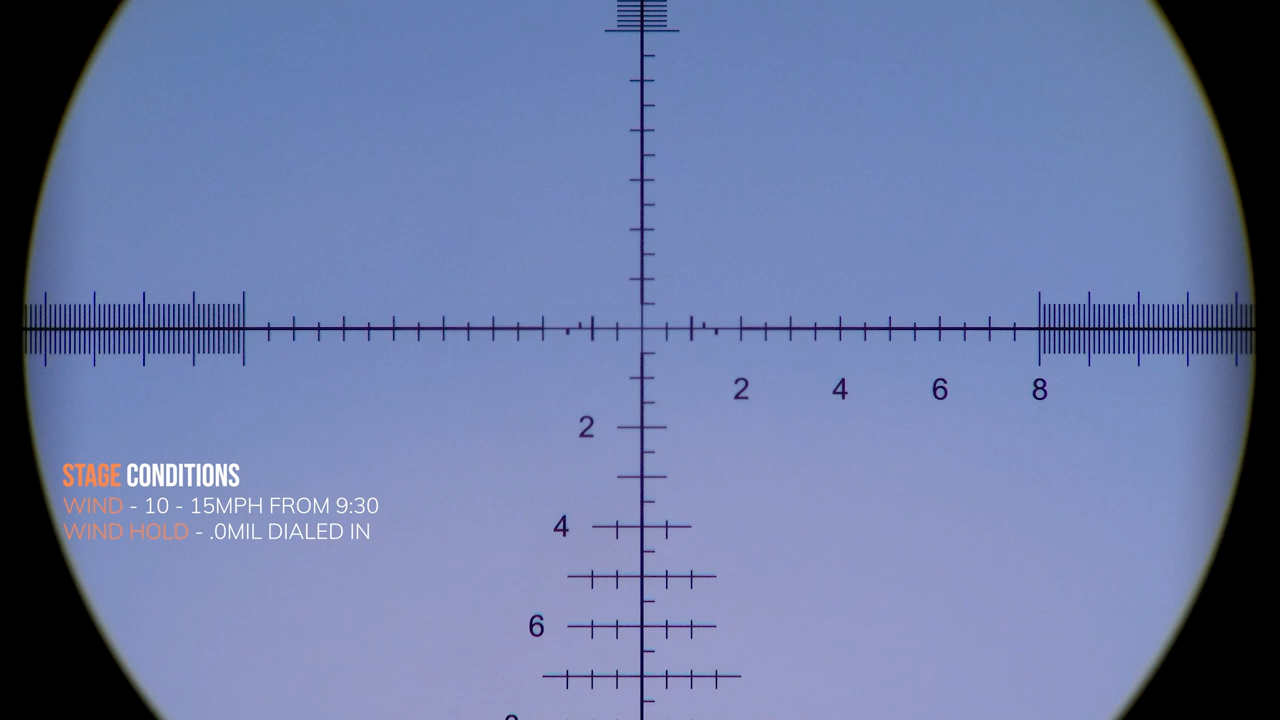 2 4 6 8
2
STAGE CONDITIONS
WIND - 10 - 15MPH FROM 9:30
WIND HOLD - .0MIL DIALED IN
4
6